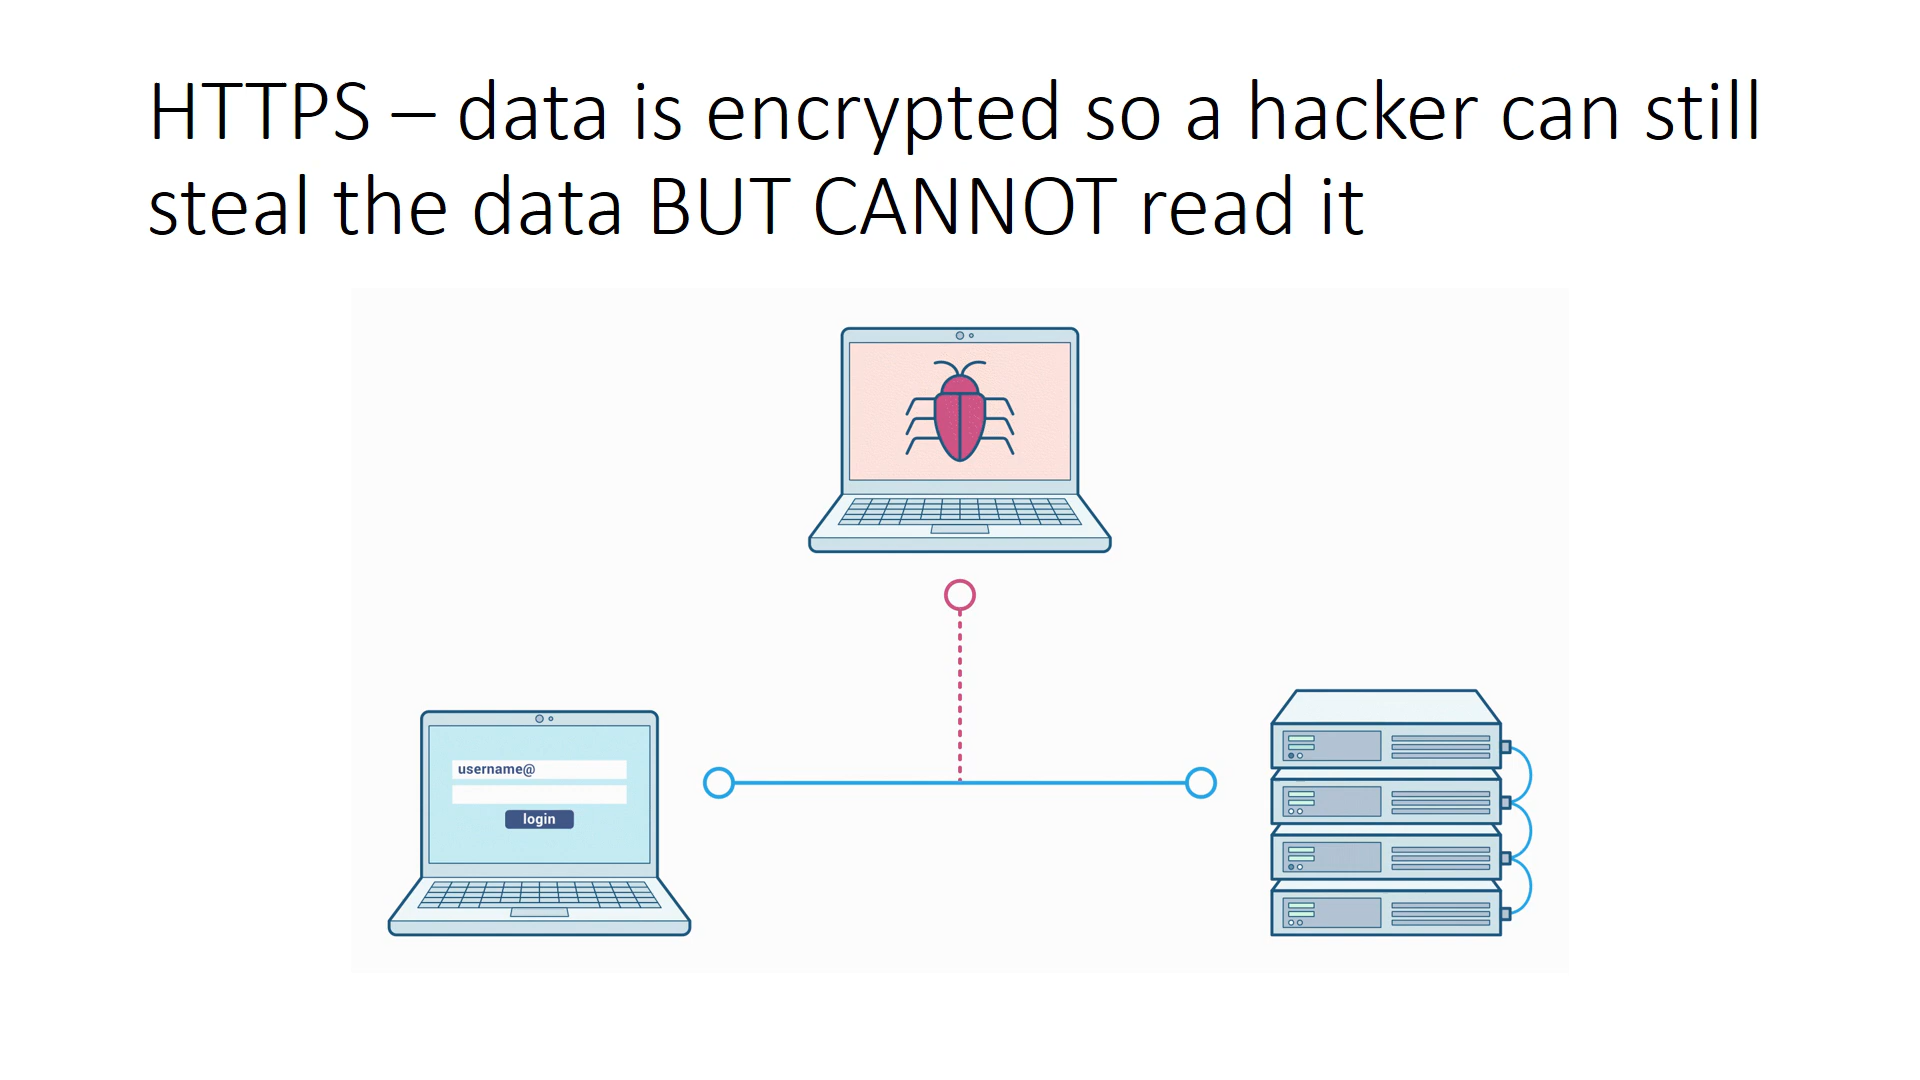 HTTPS – data is encrypted so a hacker can still
steal the data BUT CANNOT read it
username@
login